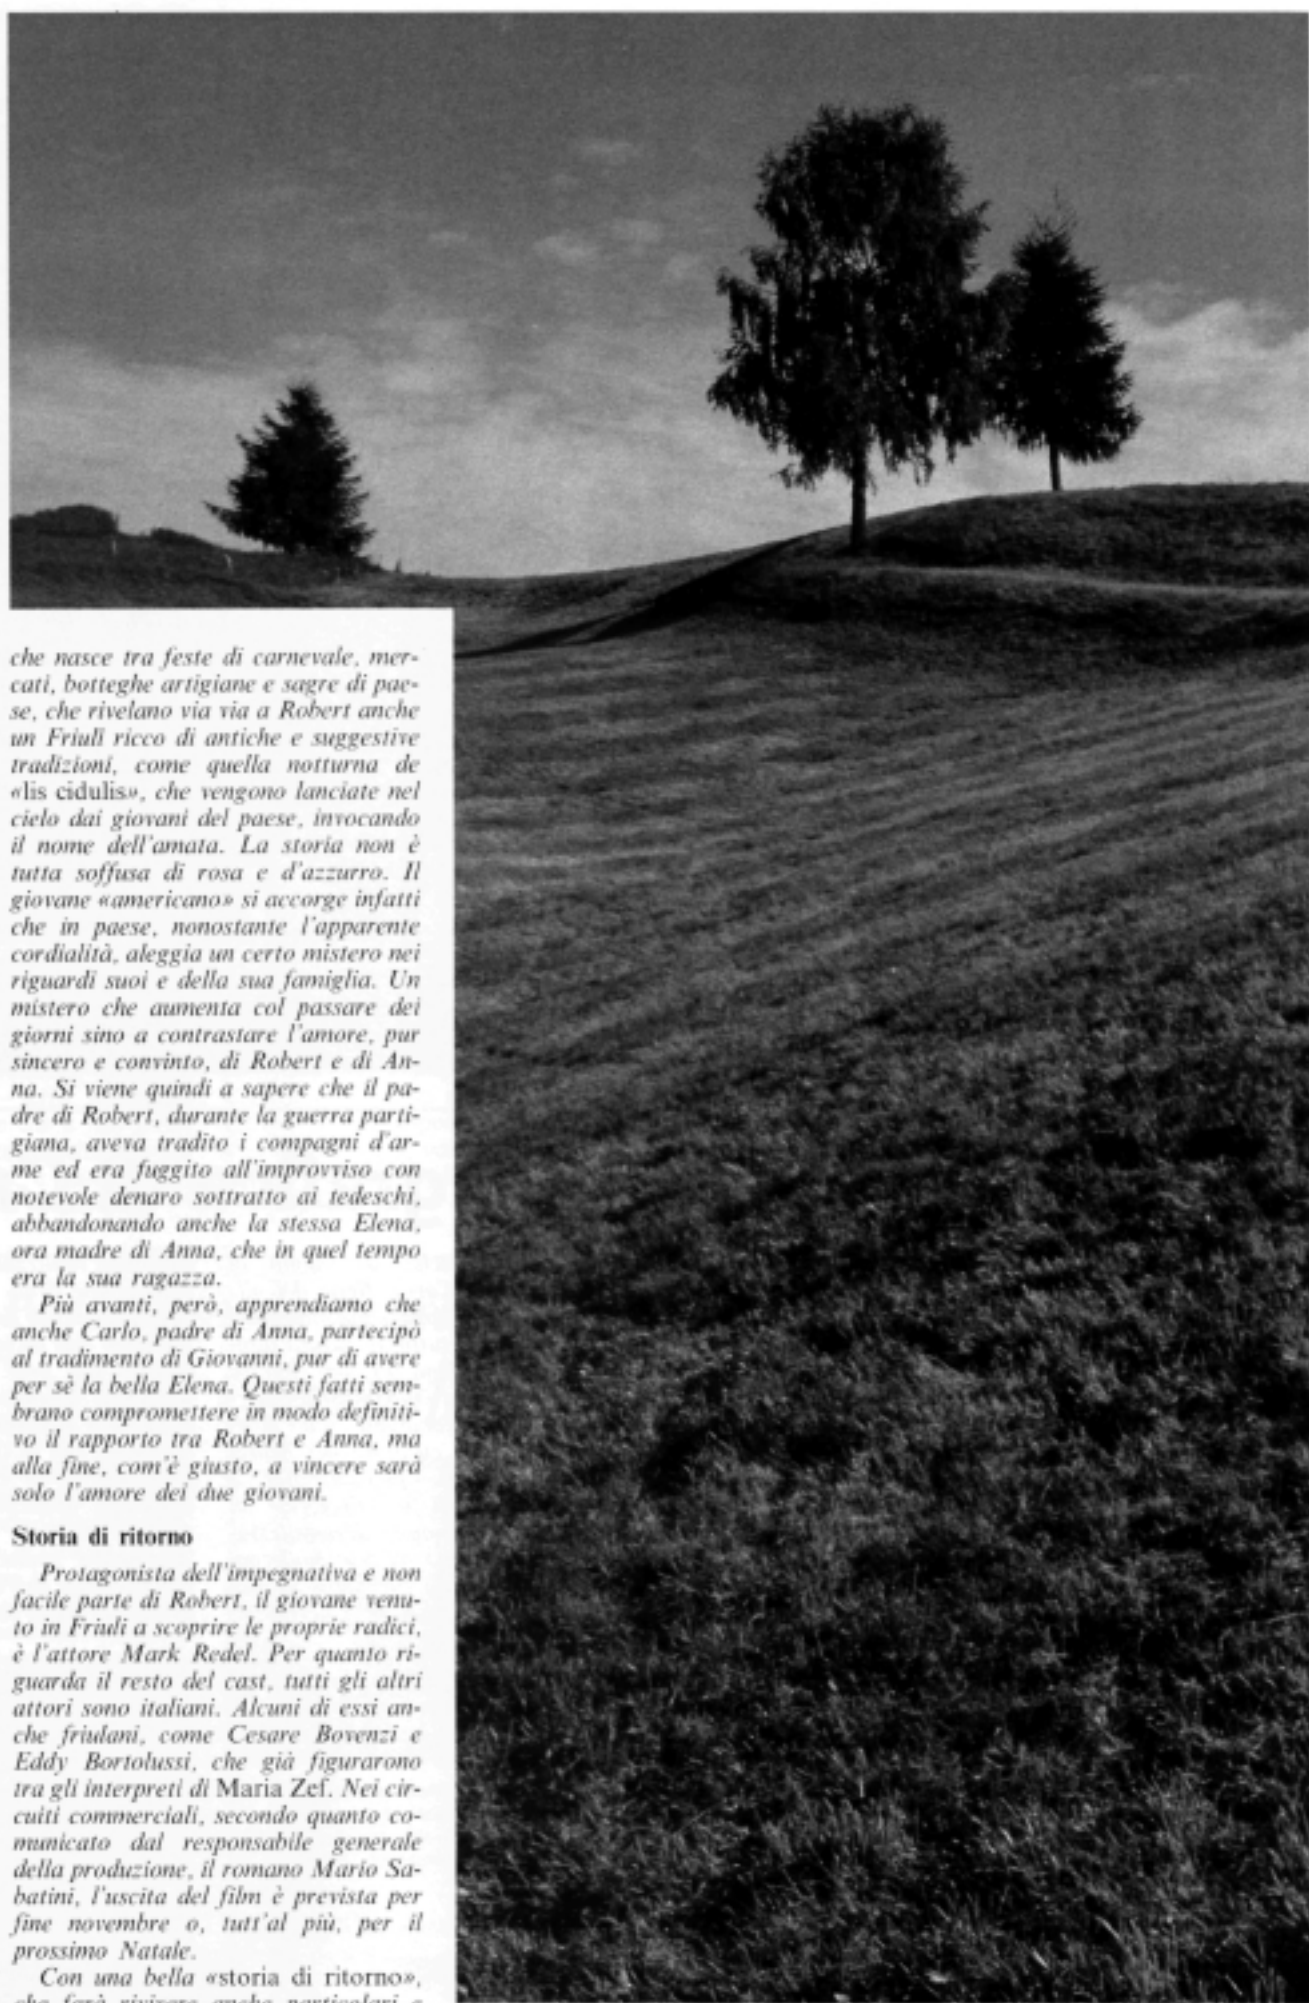 che nasce tra feste di carnevale, mer-
cati, botteghe artigiane e sagre di pae-
se, che rivelano via via a Robert anche
un Friuli ricco di antiche e suggestive
tradizioni, come quella notturna de
«lis cidulis», che vengono lanciate nel
cielo dai giovani del paese, invocando
il nome dell'amata. La storia non è
tutta soffusa di rosa e d'azzurro. Il
giovane «americano» si accorge infatti
che in paese, nonostante l'apparente
cordialità, aleggia un certo mistero nei
riguardi suoi e della sua famiglia. Un
mistero che aumenta col passare dei
giorni sino a contrastare l'amore, pur
sincero e convinto, di Robert e di An-
na. Si viene quindi a sapere che il pa-
dre di Robert, durante la guerra parti-
giana, aveva tradito i compagni d'ar-
me ed era fuggito all'improvviso con
notevole denaro sottratto ai tedeschi,
abbandonando anche la stessa Elena,
ora madre di Anna, che in quel tempo
era la sua ragazza.
Più avanti, però, apprendiamo che
anche Carlo, padre di Anna, partecipò
al tradimento di Giovanni, pur di avere
per sè la bella Elena. Questi fatti sem-
brano compromettere in modo definiti-
vo il rapporto tra Robert e Anna, ma
alla fine, com'è giusto, a vincere sarà
solo l'amore dei due giovani.
Storia di ritorno
Protagonista dell'impegnativa e non
facile parte di Robert, il giovane venu-
to in Friuli a scoprire le proprie radici,
è l'attore Mark Redel. Per quanto ri-
guarda il resto del cast, tutti gli altri
attori sono italiani. Alcuni di essi an-
che friulani, come Cesare Bovenzi e
Eddy Bortolussi, che già figurarono
tra gli interpreti di Maria Zef. Nei cir-
cuiti commerciali, secondo quanto co-
municato dal responsabile generale
della produzione, il romano Mario Sa-
batini, l'uscita del film è prevista per
fine novembre o, tutt'al più, per il
prossimo Natale.
Con una bella «storia di ritorno»,
che farà rivivere anche particolari e